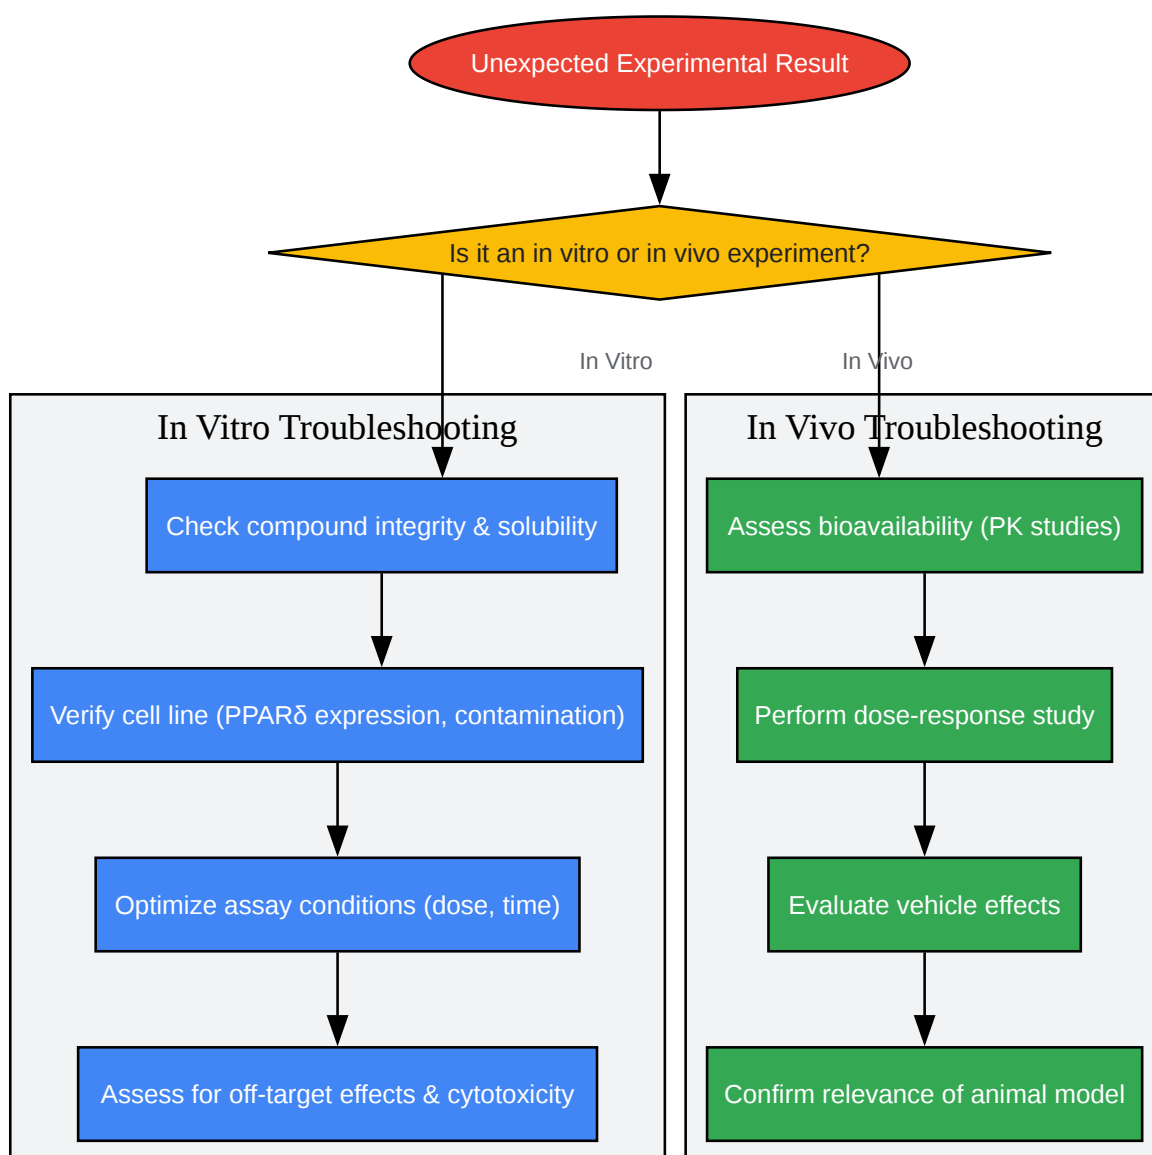 Unexpected Experimental Result
Is it an in vitro or in vivo experiment?
In Vitro
In Vivo
In Vitro Troubleshooting
Check compound integrity & solubility
Verify cell line (PPARδ expression, contamination)
Optimize assay conditions (dose, time)
Assess for off-target effects & cytotoxicity
In Vivo Troubleshooting
Assess bioavailability (PK studies)
Perform dose-response study
Evaluate vehicle effects
Confirm relevance of animal model